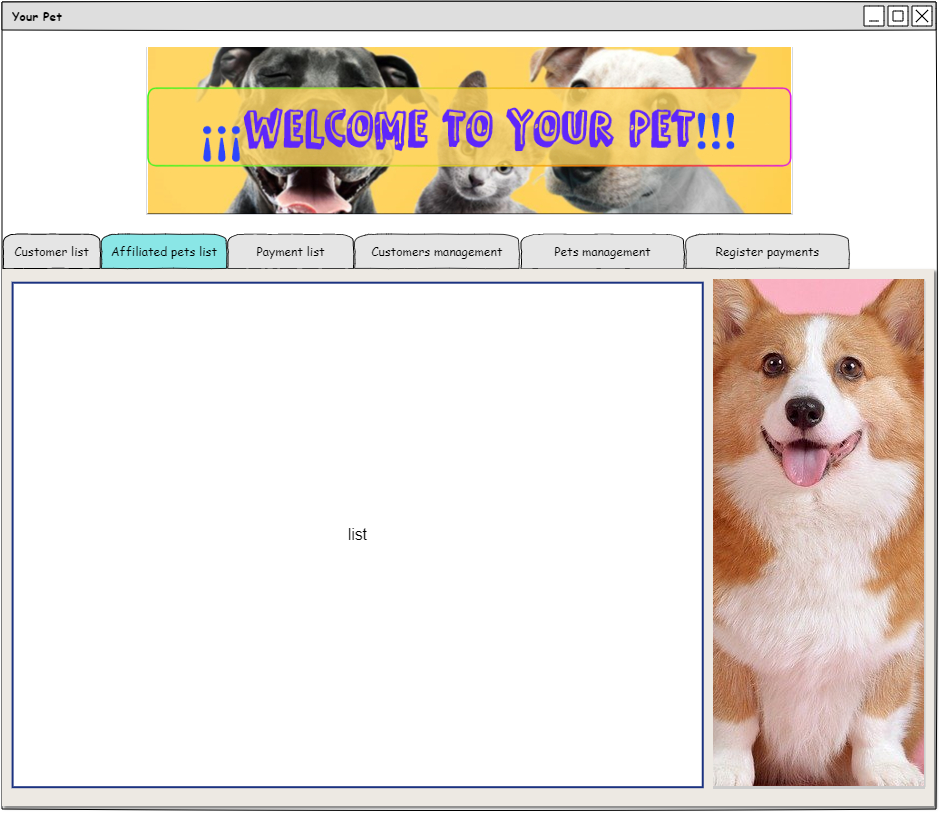 Your Pet
¡¡¡WELCOME TO YOUR PET!!!
Customer list
Affiliated pets list
Payment list
Customers management
Pets management
Register payments
list